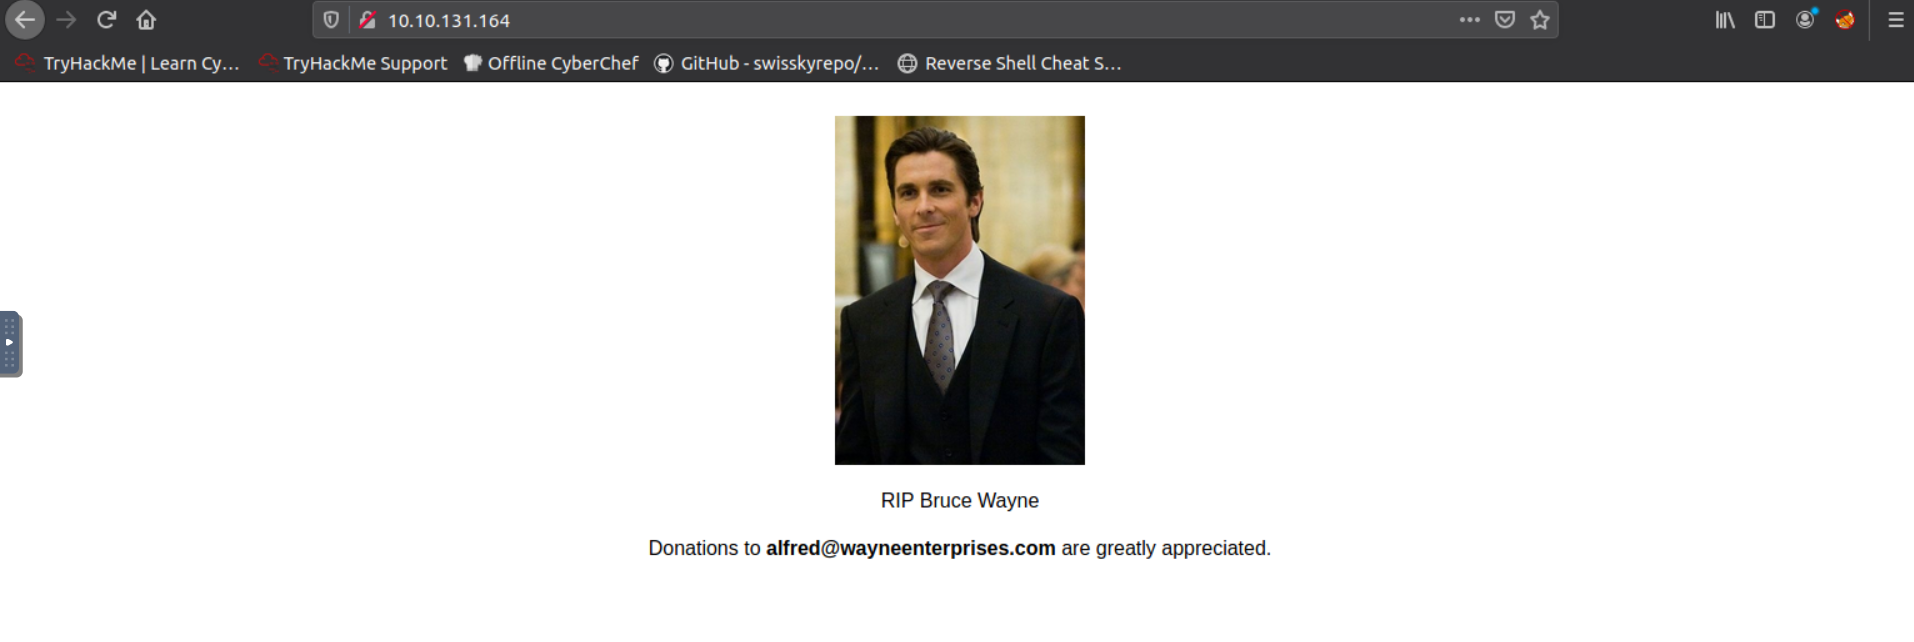 10.10.131.164
TryHackMe | Learn Cy... TryHackMe Support Offline CyberChef GitHub - swisskyrepo/... Reverse Shell Cheat S...
RIP Bruce Wayne
Donations to alfred@wayneenterprises.com are greatly appreciated.